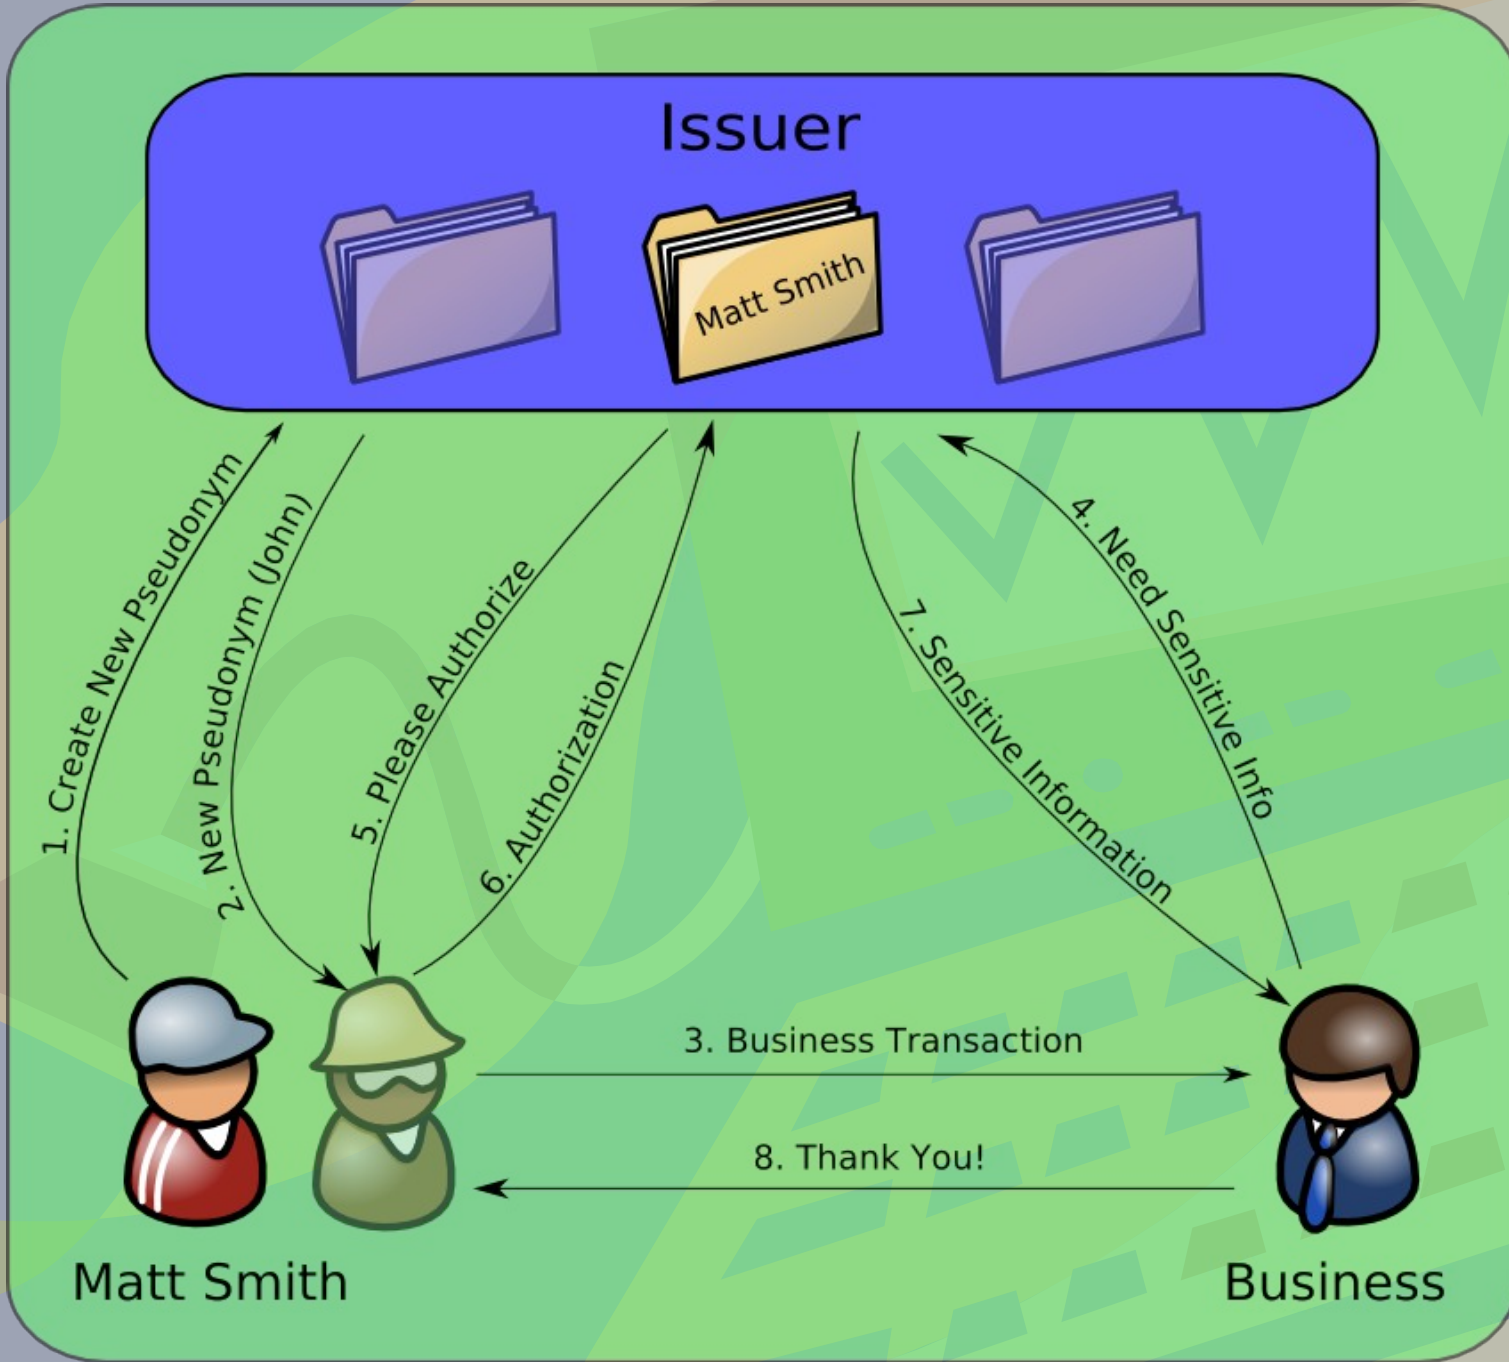 Issuer
Matt Smith
1. Create New Pseudonym
2. New Pseudonym (John)
5. Please Authorize
6. Authorization
7. Sensitive Information
4. Need Sensitive Info
3. Business Transaction
8. Thank You!
Matt Smith
Business